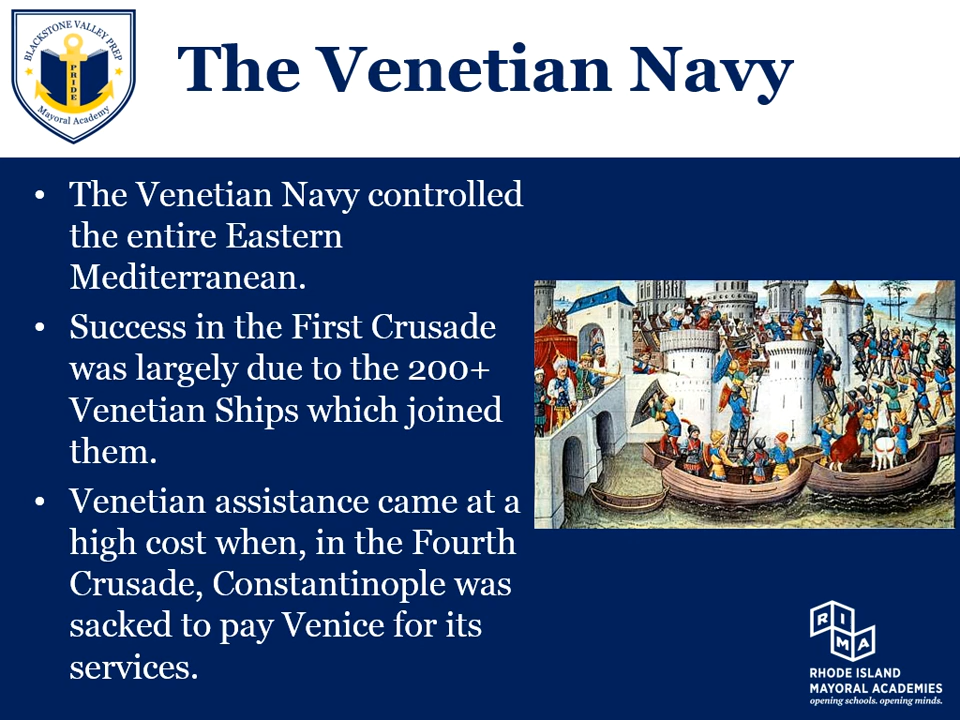 BLACKSTONE VALLEY PREP
PRIDE
Mayoral Academy
The Venetian Navy
• The Venetian Navy controlled
the entire Eastern
Mediterranean.
• Success in the First Crusade
was largely due to the 200+
Venetian Ships which joined
them.
• Venetian assistance came at a
high cost when, in the Fourth
Crusade, Constantinople was
sacked to pay Venice for its
services.
RIMA
RHODE ISLAND
MAYORAL ACADEMIES
opening schools. opening minds.